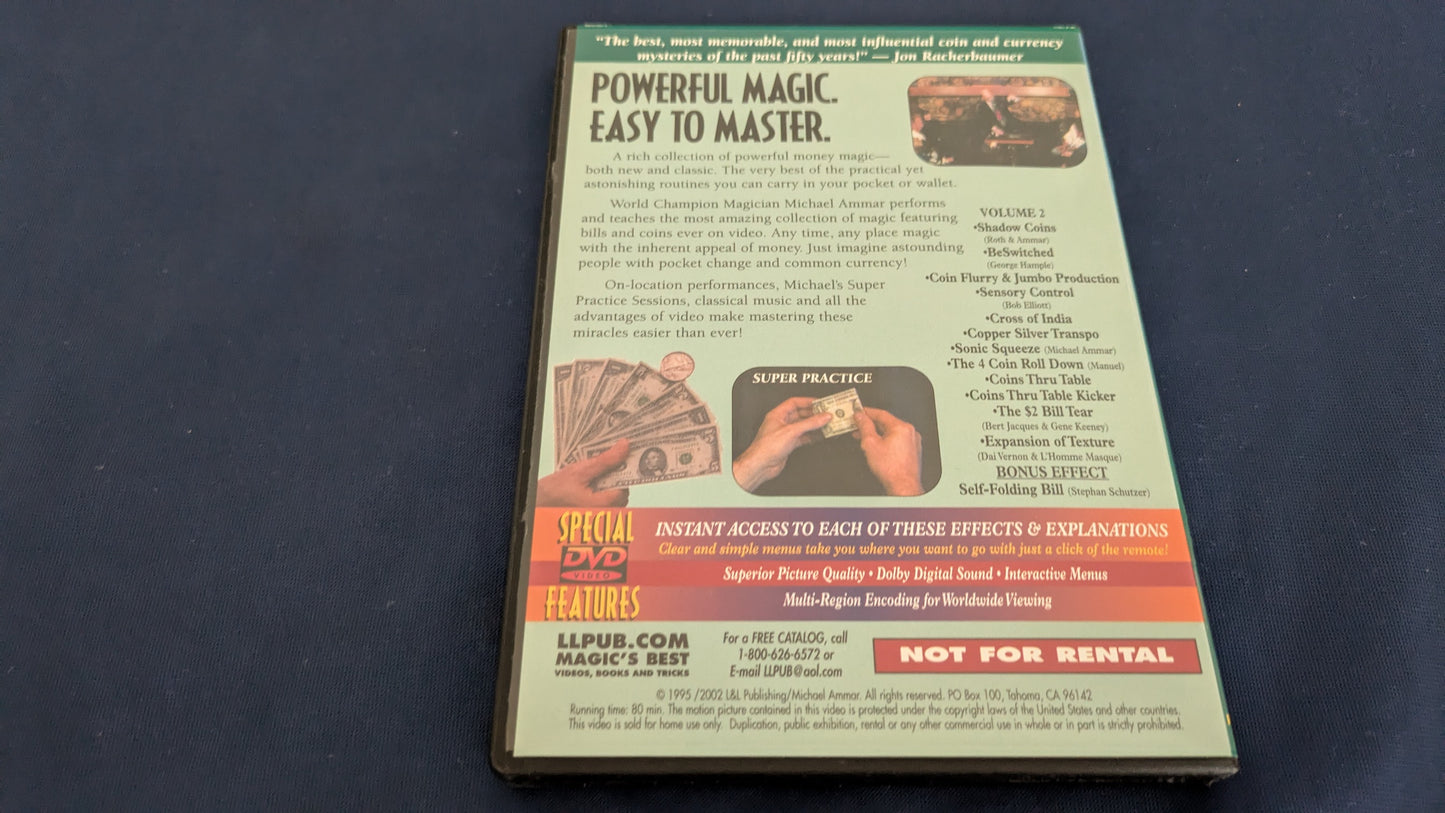 "The best, most memorable, and most influential coin and currency
mysteries of the past fifty years!" — Jon Racherbaumer
POWERFUL MAGIC.
EASY TO MASTER.
A rich collection of powerful money magic—
both new and classic. The very best of the practical yet
astonishing routines you can carry in your pocket or wallet.
World Champion Magician Michael Ammar performs
and teaches the most amazing collection of magic featuring
bills and coins ever on video. Any time, any place magic
with the inherent appeal of money. Just imagine astounding
people with pocket change and common currency!
On-location performances, Michael's Super
Practice Sessions, classical music and all the
advantages of video make mastering these
miracles easier than ever!
VOLUME 2
•Shadow Coins
(Roth & Ammar)
•BeSwitched
(George Hample)
•Coin Flurry & Jumbo Production
•Sensory Control
(Bob Elliott)
•Cross of India
•Copper Silver Transpo
•Sonic Squeeze (Michael Ammar)
•The 4 Coin Roll Down (Manuel)
•Coins Thru Table
•Coins Thru Table Kicker
•The $2 Bill Tear
(Bert Jacques & Gene Keeney)
•Expansion of Texture
(Dai Vernon & L'Homme Masque)
BONUS EFFECT
Self-Folding Bill (Stephan Schutzer)
5
SUPER PRACTICE
SPECIAL
DVD
VIDEO
FEATURES
INSTANT ACCESS TO EACH OF THESE EFFECTS & EXPLANATIONS
Clear and simple menus take you where you want to go with just a click of the remote!
Superior Picture Quality • Dolby Digital Sound • Interactive Menus
Multi-Region Encoding for Worldwide Viewing
LLPUB.COM
MAGIC'S BEST
VIDEOS, BOOKS AND TRICKS
For a FREE CATALOG, call
1-800-626-6572 or
E-mail LLPUB@aol.com
NOT FOR RENTAL
© 1995 /2002 L&L Publishing/Michael Ammar. All rights reserved. PO Box 100, Tahoma, CA 96142
Running time: 80 min. The motion picture contained in this video is protected under the copyright laws of the United States and other countries.
This video is sold for home use only. Duplication, public exhibition, rental or any other commercial use in whole or in part is strictly prohibited.